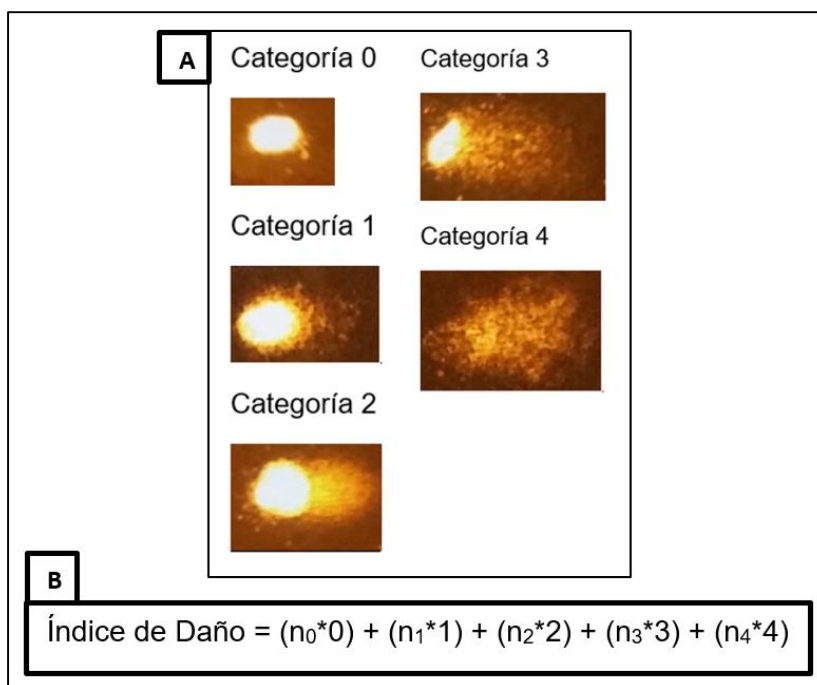 A
Categoría 0
Categoría 3
Categoría 1
Categoría 4
Categoría 2
B
Índice de Daño = (n₀*0) + (n₁*1) + (n₂*2) + (n₃*3) + (n₄*4)